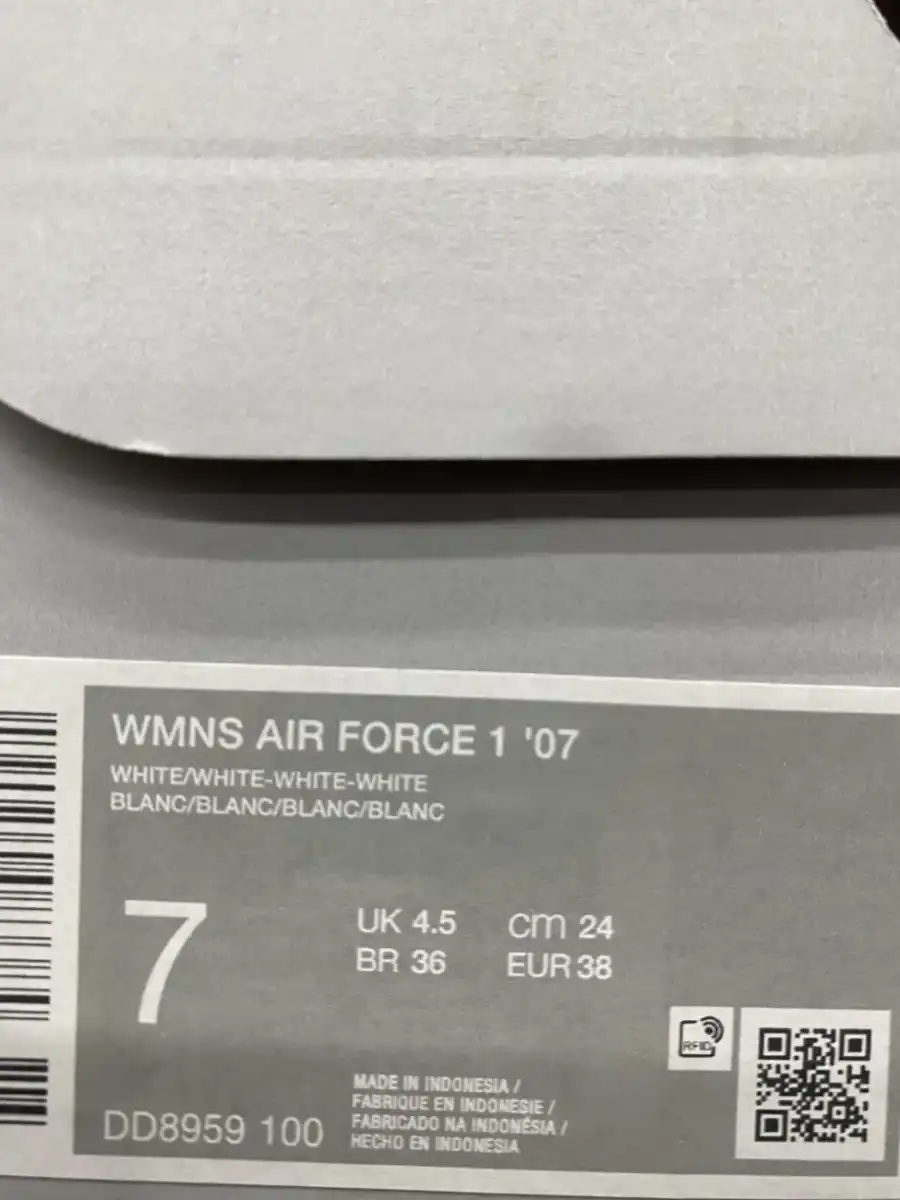 WMNS AIR FORCE 1 '07
WHITE/WHITE-WHITE-WHITE
BLANC/BLANC/BLANC/BLANC
7
UK 4.5 cm 24
BR 36 EUR 38
RFID
MADE IN INDONESIA /
FABRIQUE EN INDONESIE /
FABRICADO NA INDONÉSIA /
HECHO EN INDONESIA
DD8959 100